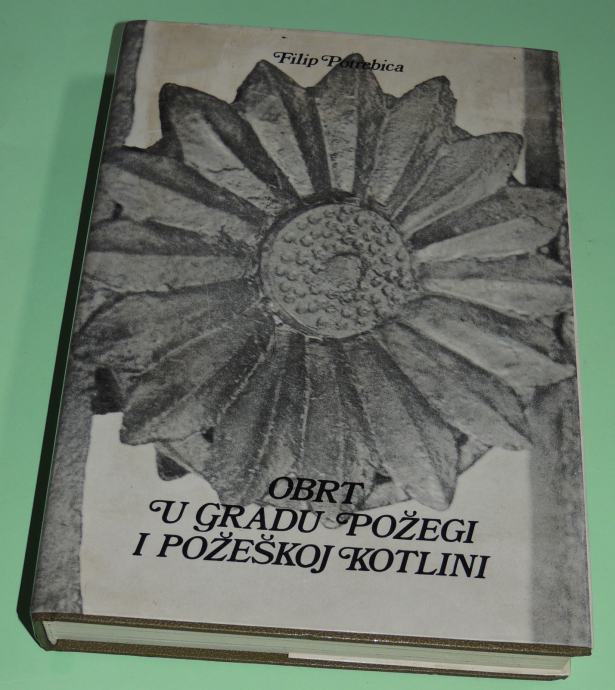 Filip Potrebica
OBRT
U GRADU POŽEGI
I POŽEŠKOJ KOTLINI